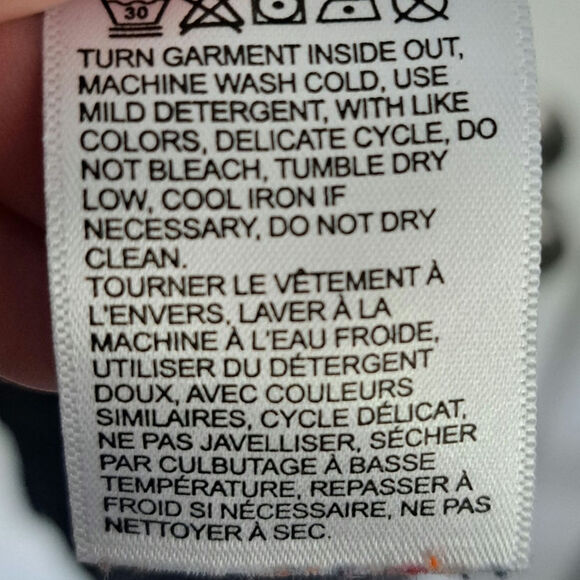 30
TURN GARMENT INSIDE OUT,
MACHINE WASH COLD, USE
MILD DETERGENT, WITH LIKE
COLORS, DELICATE CYCLE, DO
NOT BLEACH, TUMBLE DRY
LOW, COOL IRON IF
NECESSARY, DO NOT DRY
CLEAN.
TOURNER LE VÊTEMENT À
L'ENVERS, LAVER À LA
MACHINE À L'EAU FROIDE,
UTILISER DU DÉTERGENT
DOUX, AVEC COULEURS
SIMILAIRES, CYCLE DÉLICAT,
NE PAS JAVELLISER, SÉCHER
PAR CULBUTAGE À BASSE
TEMPÉRATURE, REPASSER À
FROID SI NÉCESSAIRE, NE PAS
NETTOYER À SEC.